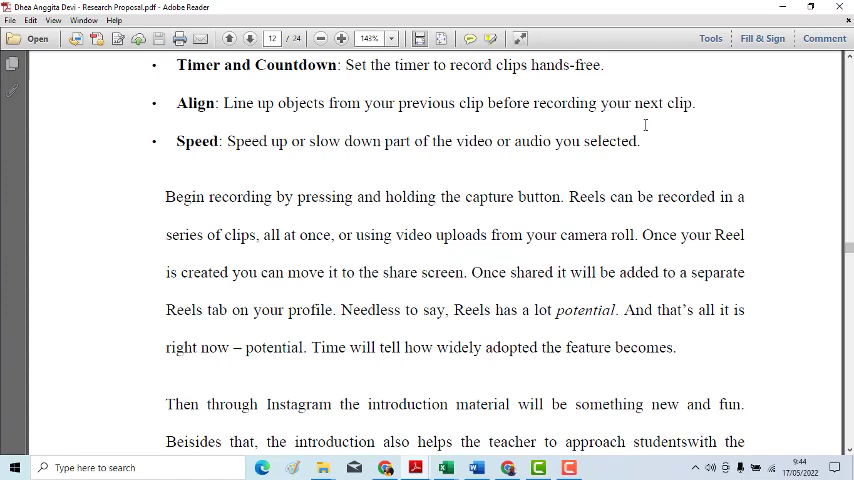 Dhea Anggita Devi - Research Proposal.pdf - Adobe Reader
File Edit View Window Help
Open 12 / 24 143% Tools Fill & Sign Comment
• Timer and Countdown: Set the timer to record clips hands-free.
• Align: Line up objects from your previous clip before recording your next clip.
• Speed: Speed up or slow down part of the video or audio you selected.
Begin recording by pressing and holding the capture button. Reels can be recorded in a
series of clips, all at once, or using video uploads from your camera roll. Once your Reel
is created you can move it to the share screen. Once shared it will be added to a separate
Reels tab on your profile. Needless to say, Reels has a lot potential. And that's all it is
right now – potential. Time will tell how widely adopted the feature becomes.
Then through Instagram the introduction material will be something new and fun.
Beisides that, the introduction also helps the teacher to approach studentswith the
Type here to search
9:44
17/05/2022